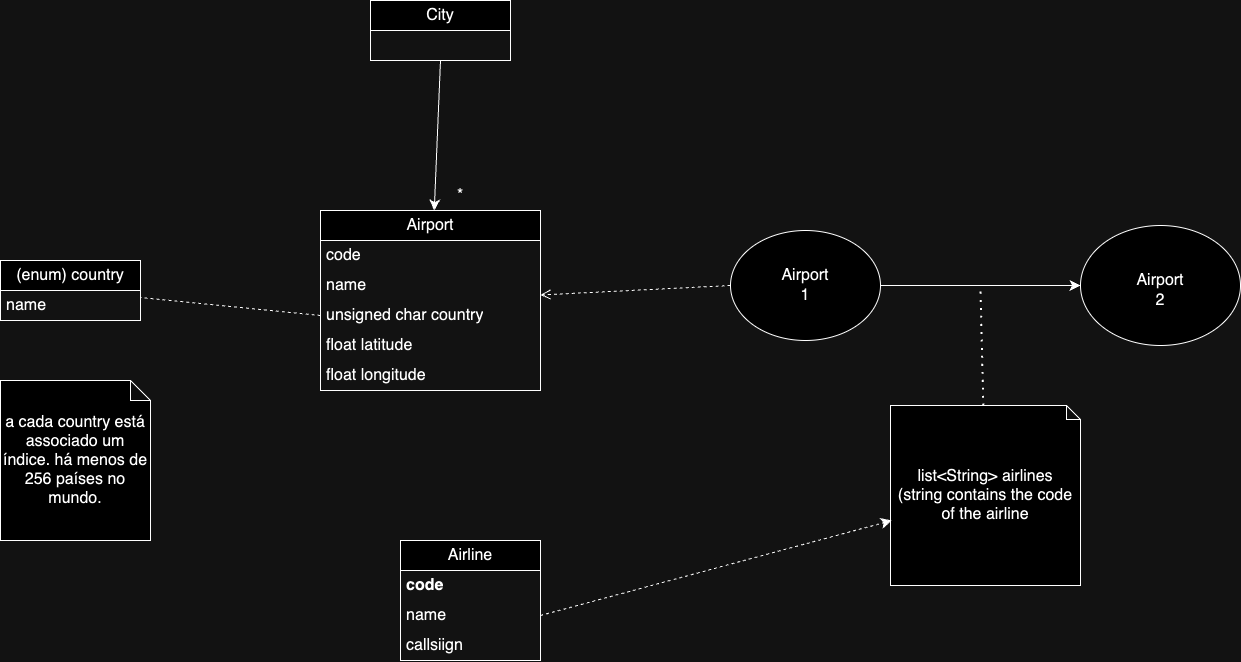 City
*
Airport
code
name
unsigned char country
float latitude
float longitude
(enum) country
name
a cada country está
associado um
índice. há menos de
256 países no
mundo.
Airport
1
Airport
2
list<String> airlines
(string contains the code
of the airline
Airline
code
name
callsiign